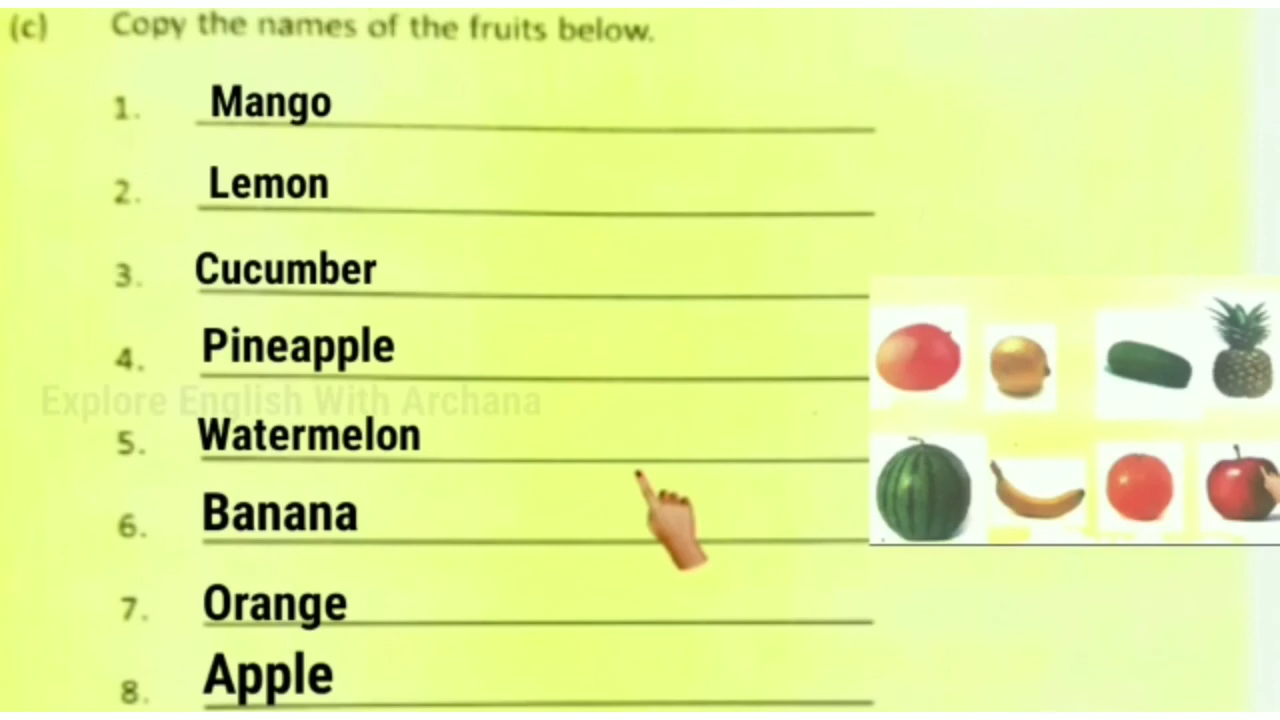 (c) Copy the names of the fruits below.
1. Mango
2. Lemon
3. Cucumber
4. Pineapple
Explore English With Archana
5. Watermelon
6. Banana
7. Orange
8. Apple